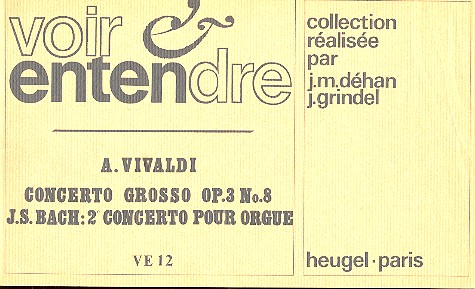 voir &
entendre
A. VIVALDI
CONCERTO GROSSO OP.3 No.8
J.S. BACH: 2° CONCERTO POUR ORGUE
VE 12
collection
réalisée
par
j.m.déhan
j.grindel
heugel · paris